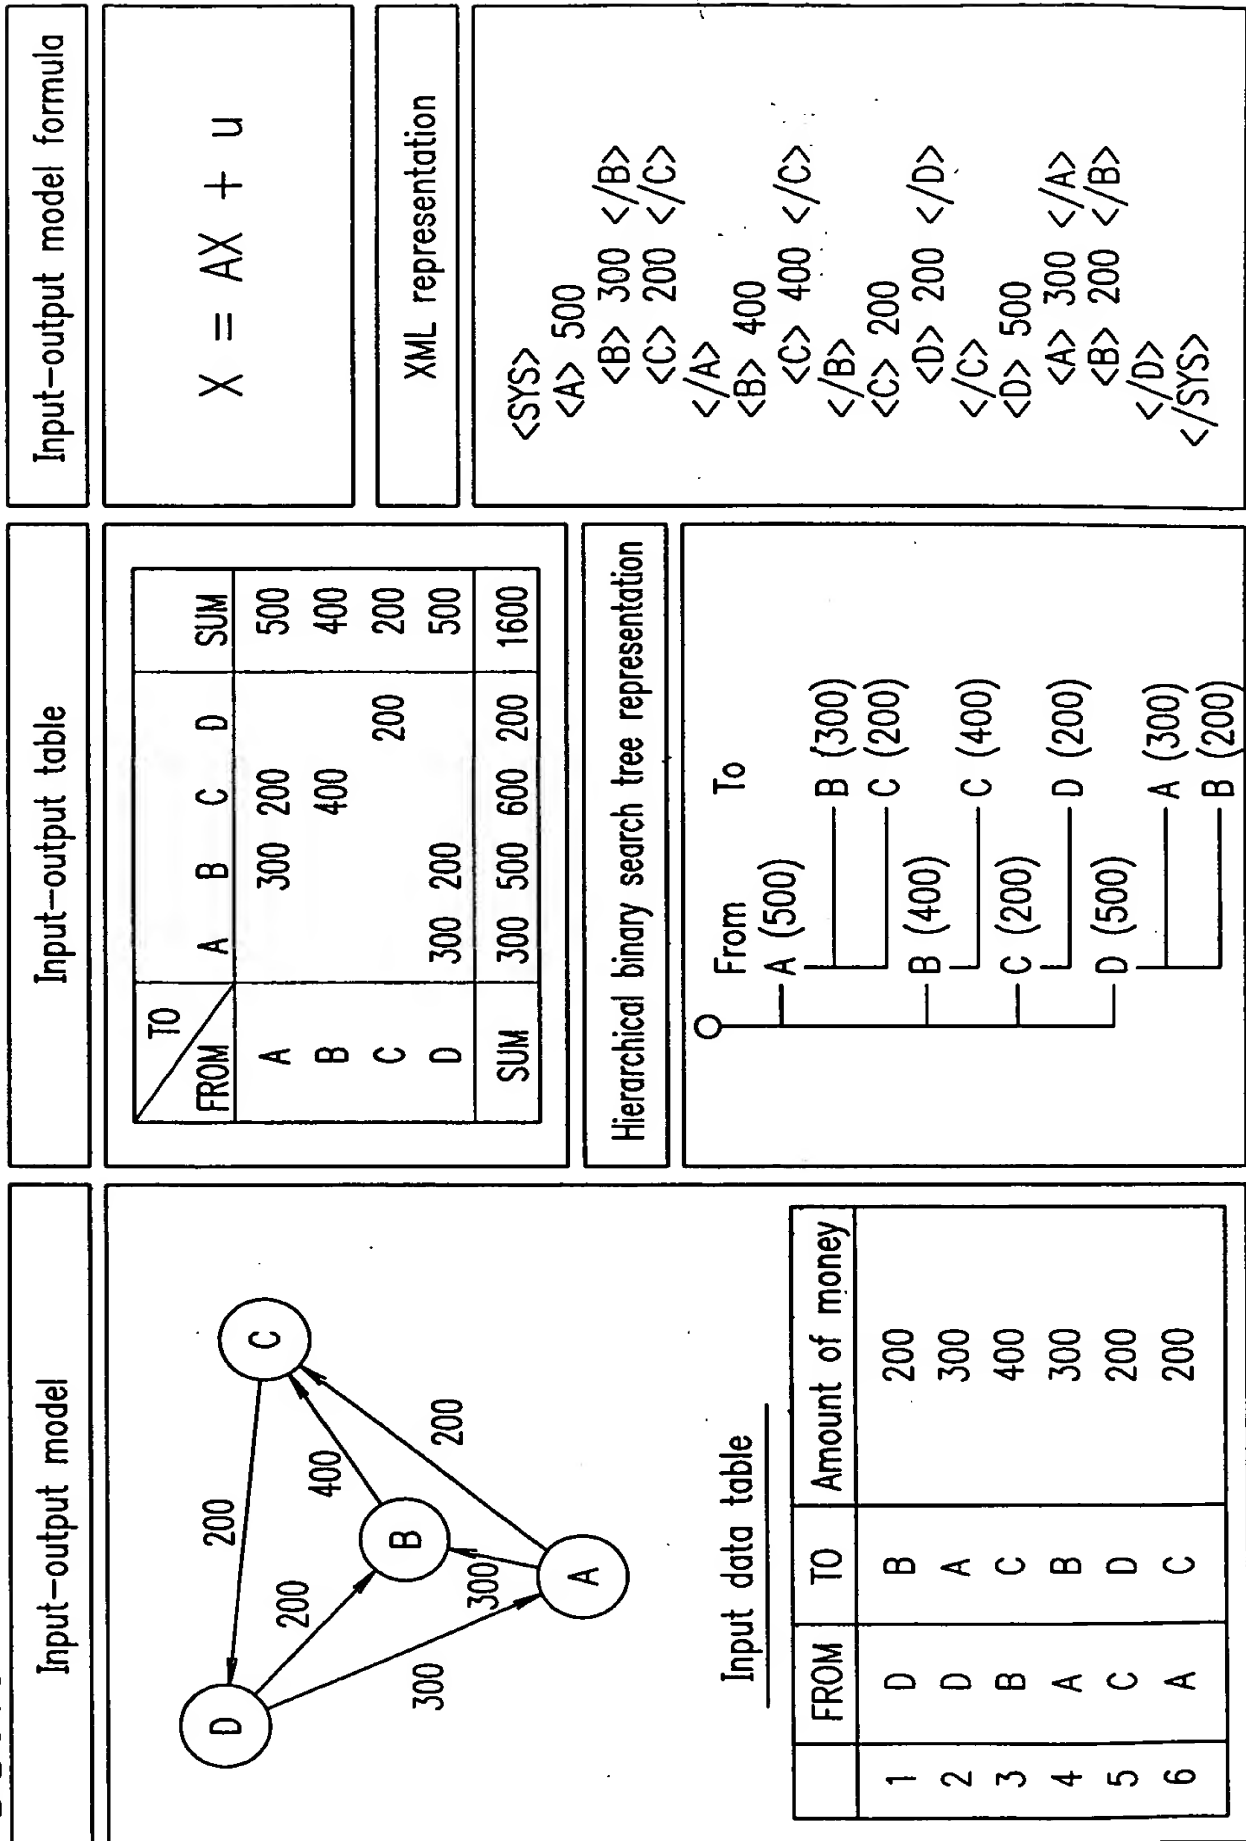 Input-output model
D
C
B
A
200
400
200
200
300
300
Input data table
FROM TO Amount of money
1 D B 200
2 D A 300
3 B C 400
4 A B 300
5 C D 200
6 A C 200
Input-output table
TO
FROM A B C D SUM
A 300 200 500
B 400 400
C 200 200
D 300 200 500
SUM 300 500 600 200 1600
Hierarchical binary search tree representation
From To
A (500)
B (300)
C (200)
B (400)
C (400)
C (200)
D (200)
D (500)
A (300)
B (200)
Input-output model formula
X = AX + u
XML representation
<SYS>
<A> 500
<B> 300 </B>
<C> 200 </C>
</A>
<B> 400
<C> 400 </C>
</B>
<C> 200
<D> 200 </D>
</C>
<D> 500
<A> 300 </A>
<B> 200 </B>
</D>
</SYS>